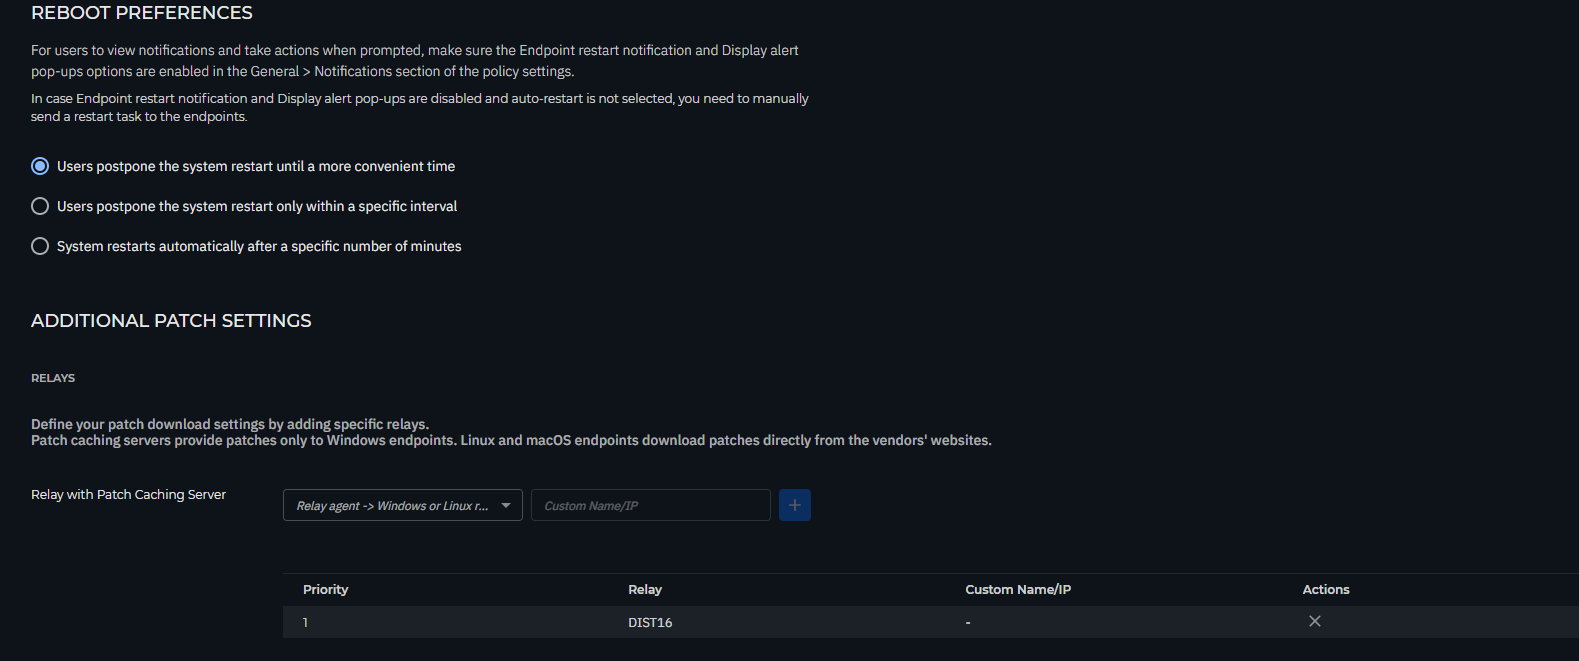 REBOOT PREFERENCES
For users to view notifications and take actions when prompted, make sure the Endpoint restart notification and Display alert
pop-ups options are enabled in the General > Notifications section of the policy settings.
In case Endpoint restart notification and Display alert pop-ups are disabled and auto-restart is not selected, you need to manually
send a restart task to the endpoints.
Users postpone the system restart until a more convenient time
Users postpone the system restart only within a specific interval
System restarts automatically after a specific number of minutes
ADDITIONAL PATCH SETTINGS
RELAYS
Define your patch download settings by adding specific relays.
Patch caching servers provide patches only to Windows endpoints. Linux and macOS endpoints download patches directly from the vendors' websites.
Relay with Patch Caching Server
Relay agent -> Windows or Linux r...
Custom Name/IP
+
Priority Relay Custom Name/IP Actions
1 DIST16 -